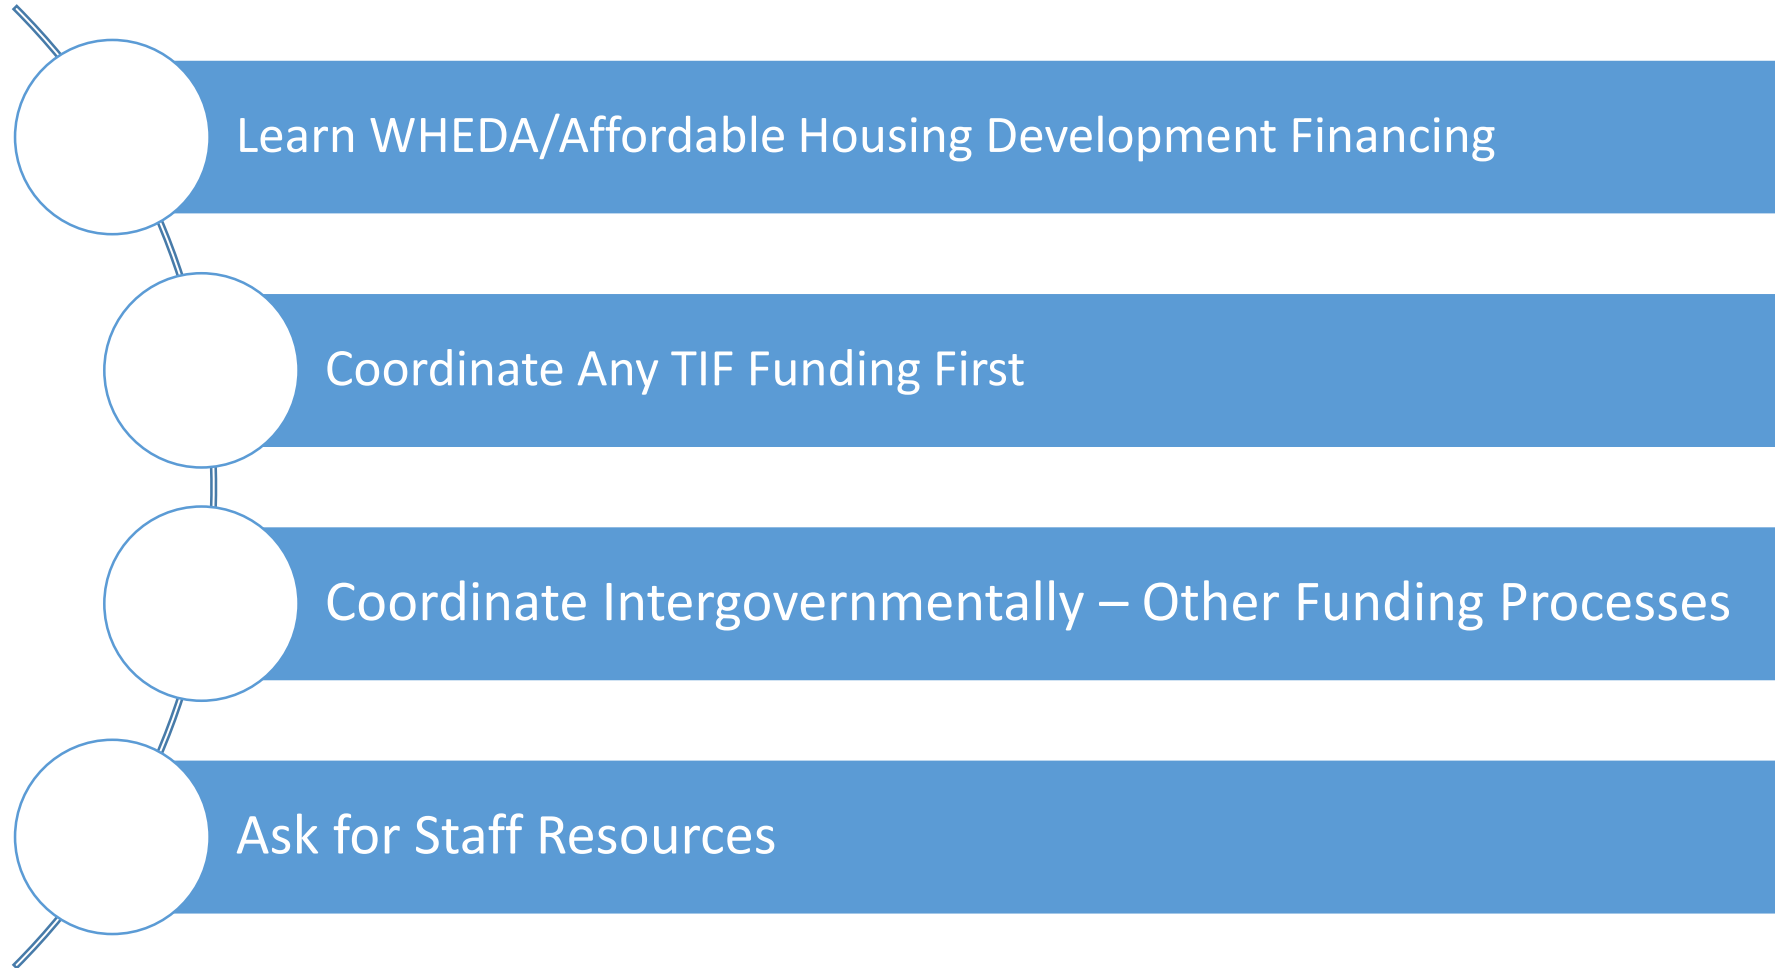 Learn WHEDA/Affordable Housing Development Financing
Coordinate Any TIF Funding First
Coordinate Intergovernmentally – Other Funding Processes
Ask for Staff Resources